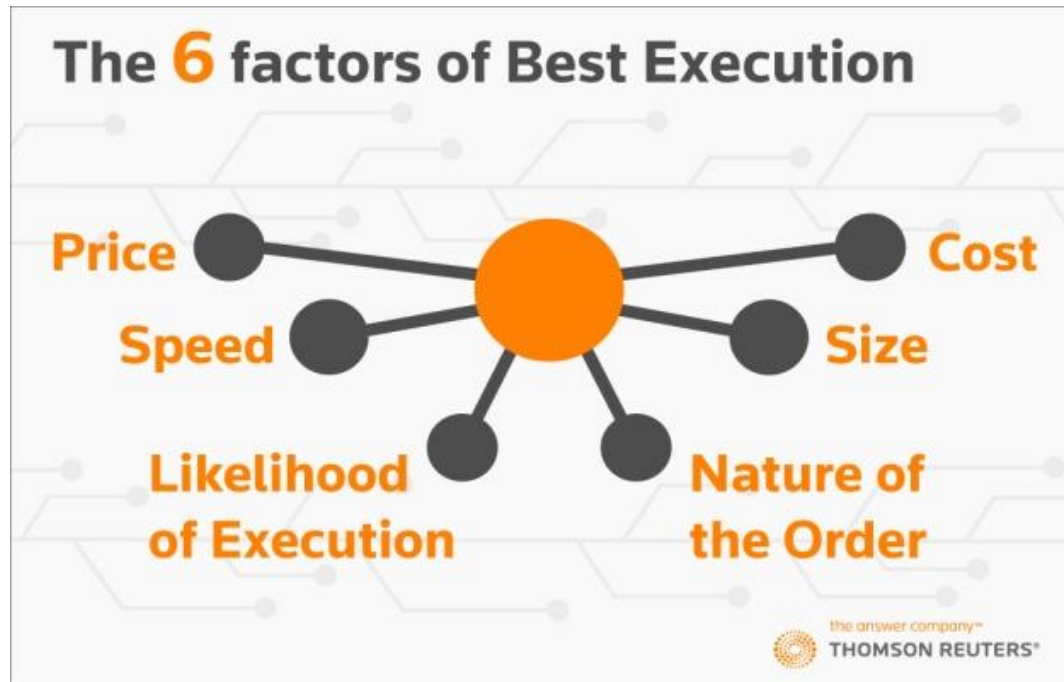 The 6 factors of Best Execution
Price
Cost
Speed
Size
Likelihood
of Execution
Nature of
the Order
the answer company™
THOMSON REUTERS®